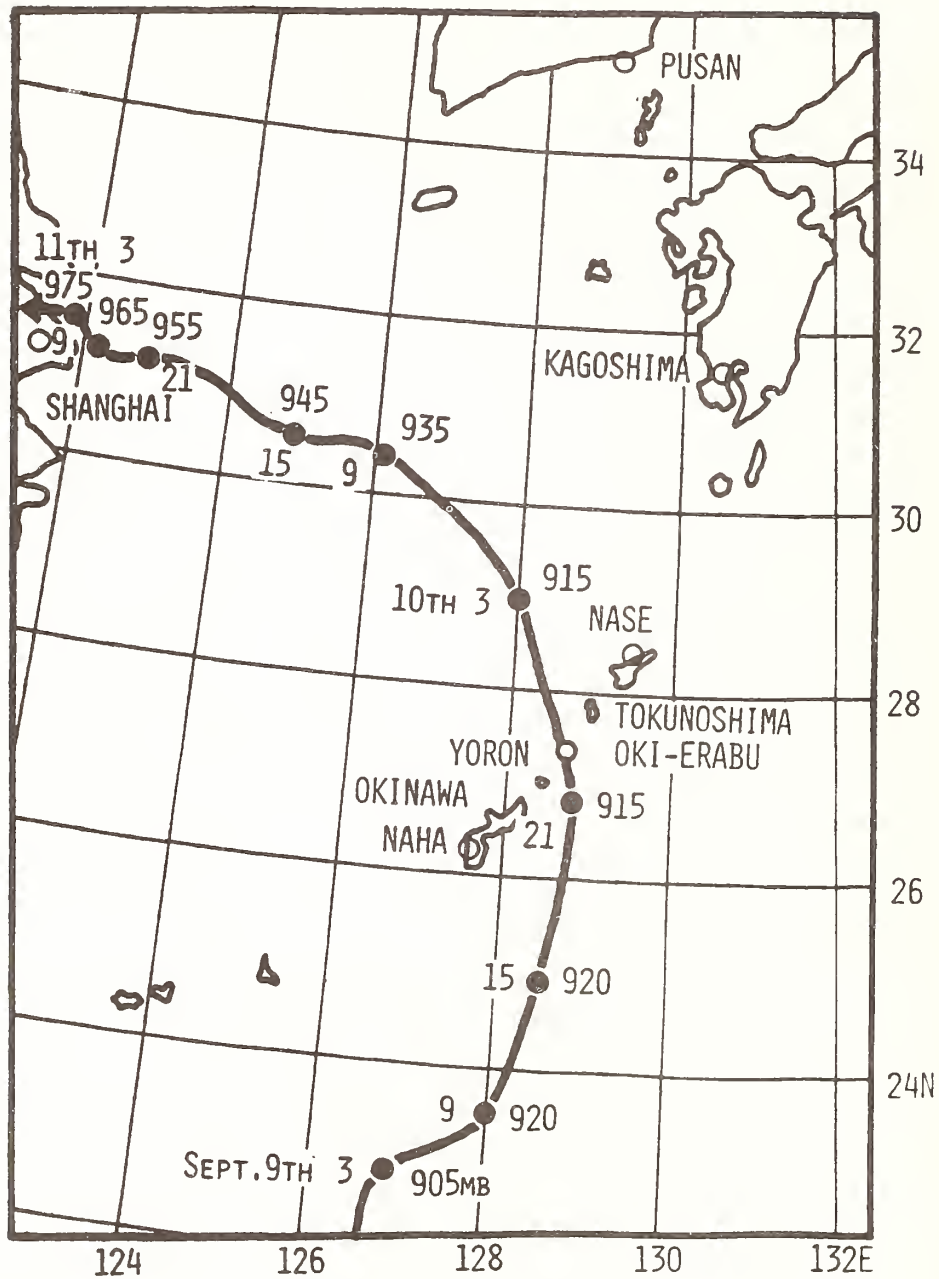 PUSAN
34
11TH 3
975
965
955
09
21
32
SHANGHAI
KAGOSHIMA
945
935
15
9
30
10TH 3
915
NASE
28
TOKUNOSHIMA
YORON
OKI-ERABU
OKINAWA
915
NAHA
21
26
15
920
24N
9
920
SEPT.9TH 3
905MB
124
126
128
130
132E